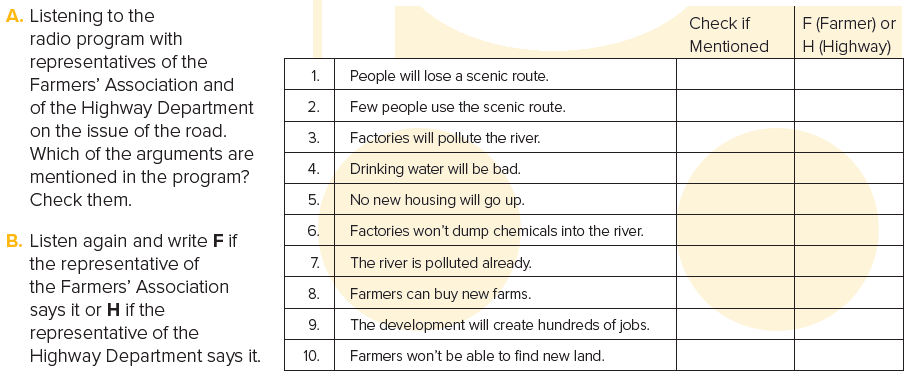 A. Listening to the
radio program with
representatives of the
Farmers' Association and
of the Highway Department
on the issue of the road.
Which of the arguments are
mentioned in the program?
Check them.
B. Listen again and write F if
the representative of
the Farmers' Association
says it or H if the
representative of the
Highway Department says it.
Check if
Mentioned
F (Farmer) or
H (Highway)
1. People will lose a scenic route.
2. Few people use the scenic route.
3. Factories will pollute the river.
4. Drinking water will be bad.
5. No new housing will go up.
6. Factories won't dump chemicals into the river.
7. The river is polluted already.
8. Farmers can buy new farms.
9. The development will create hundreds of jobs.
10. Farmers won't be able to find new land.